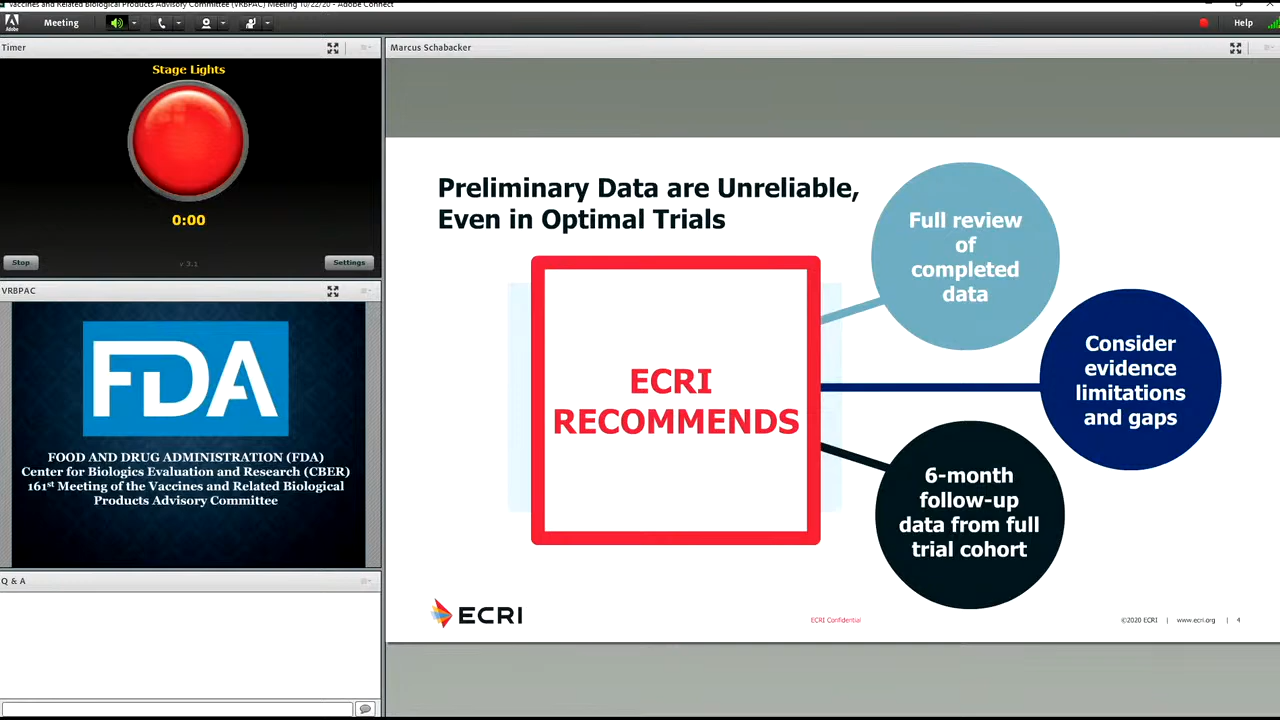 Vaccines and Related Biological Products Advisory Committee (VRBPAC) Meeting 10/22/20 - Adobe Connect
Adobe
Meeting
Help
Timer
Stage Lights
0:00
Stop
v 3.1
Settings
VRBPAC
FDA
FOOD AND DRUG ADMINISTRATION (FDA)
Center for Biologics Evaluation and Research (CBER)
161st Meeting of the Vaccines and Related Biological
Products Advisory Committee
Q & A
Marcus Schabacker
Preliminary Data are Unreliable,
Even in Optimal Trials
ECRI
RECOMMENDS
Full review
of
completed
data
Consider
evidence
limitations
and gaps
6-month
follow-up
data from full
trial cohort
ECRI
ECRI Confidential
©2020 ECRI | www.ecri.org | 4